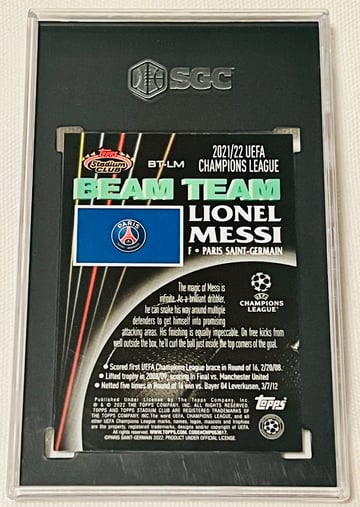 SGC
Topps
Stadium
CLUB
BT-LM
2021/22 UEFA
CHAMPIONS LEAGUE
BEAM TEAM
PARIS
LIONEL
MESSI
F • PARIS SAINT-GERMAIN
The magic of Messi is
infinite. As a brilliant dribbler,
he can snake his way around multiple
defenders to get himself into promising
attacking areas. His finishing is equally impeccable. On free kicks from
well outside the box, he'll curl the ball just inside the top corners of the goal.
UEFA
CHAMPIONS
LEAGUE
• Scored first UEFA Champions League brace in Round of 16, 2/20/08.
• Lifted trophy in 2008/09, scoring in Final vs. Manchester United
• Netted five times in Round of 16 win vs. Bayer 04 Leverkusen, 3/7/12
Published Under License by The Topps Company, Inc.
® & © 2022 THE TOPPS COMPANY, INC. ALL RIGHTS RESERVED.
TOPPS AND TOPPS STADIUM CLUB ARE REGISTERED TRADEMARKS OF
THE TOPPS COMPANY, INC. The word UEFA CHAMPIONS LEAGUE, and all
other UEFA Champions League marks, names, logos, mascots and trophies
are the property, registered trademarks, designs and/or copyright of UEFA.
All rights reserved. WWW.TOPPS.COM.
©PARIS SAINT-GERMAIN 2022. PRODUCT UNDER OFFICIAL LICENSE.
Topps